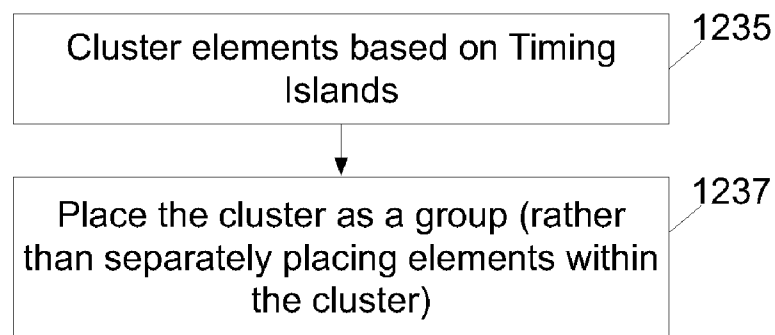 Cluster elements based on Timing
Islands
1235
Place the cluster as a group (rather
than separately placing elements within
the cluster)
1237